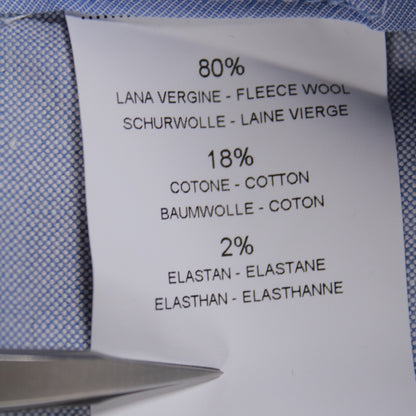 80%
LANA VERGINE - FLEECE WOOL
SCHURWOLLE - LAINE VIERGE
18%
COTONE - COTTON
BAUMWOLLE - COTON
2%
ELASTAN - ELASTANE
ELASTHAN - ELASTHANNE